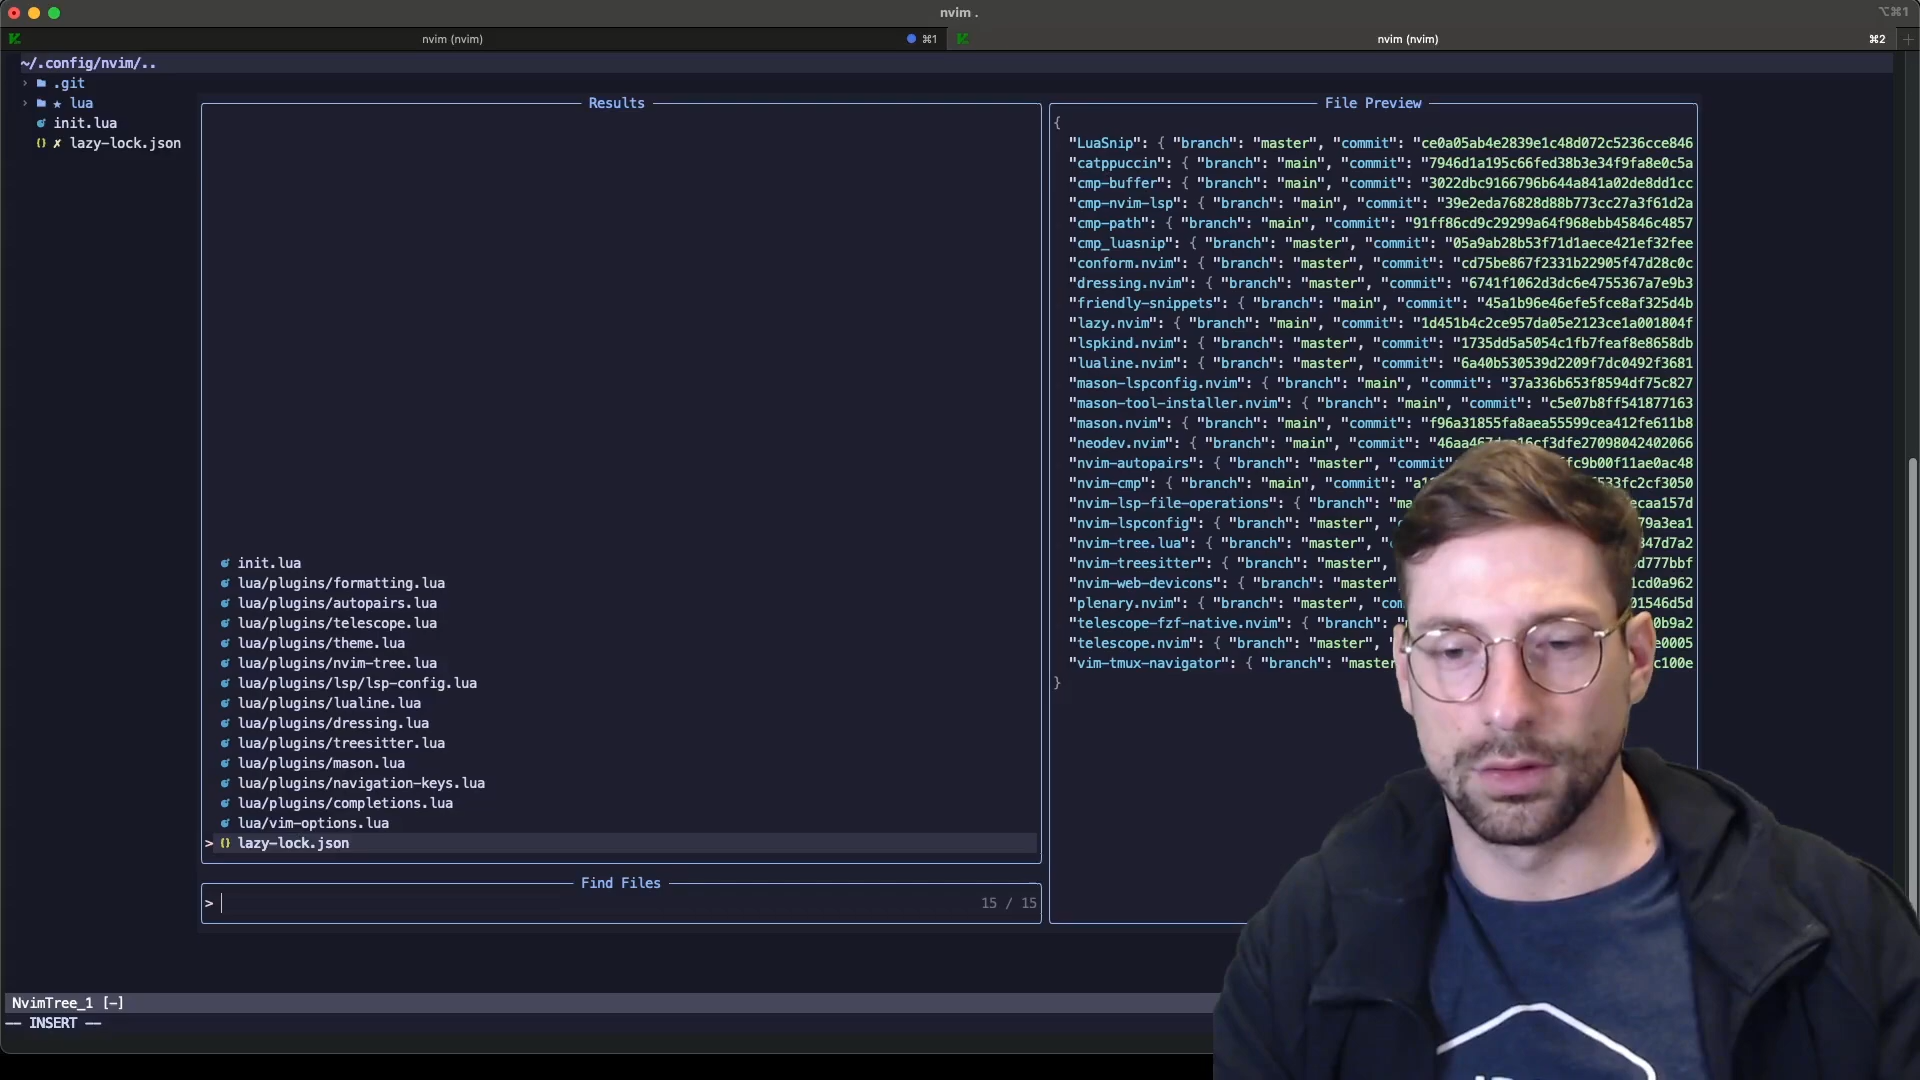 nvim .
⌥⌘1
nvim (nvim)
⌘1
nvim (nvim)
⌘2
~/.config/nvim/..
.git
lua
init.lua
lazy-lock.json
Results
init.lua
lua/plugins/formatting.lua
lua/plugins/autopairs.lua
lua/plugins/telescope.lua
lua/plugins/theme.lua
lua/plugins/nvim-tree.lua
lua/plugins/lsp/lsp-config.lua
lua/plugins/lualine.lua
lua/plugins/dressing.lua
lua/plugins/treesitter.lua
lua/plugins/mason.lua
lua/plugins/navigation-keys.lua
lua/plugins/completions.lua
lua/vim-options.lua
> lazy-lock.json
Find Files
>
15 / 15
File Preview
{
"LuaSnip": { "branch": "master", "commit": "ce0a05ab4e2839e1c48d072c5236cce846
"catppuccin": { "branch": "main", "commit": "7946d1a195c66fed38b3e34f9fa8e0c5a
"cmp-buffer": { "branch": "main", "commit": "3022dbc9166796b644a841a02de8dd1cc
"cmp-nvim-lsp": { "branch": "main", "commit": "39e2eda76828d88b773cc27a3f61d2a
"cmp-path": { "branch": "main", "commit": "91ff86cd9c29299a64f968ebb45846c4857
"cmp_luasnip": { "branch": "master", "commit": "05a9ab28b53f71d1aece421ef32fee
"conform.nvim": { "branch": "master", "commit": "cd75be867f2331b22905f47d28c0c
"dressing.nvim": { "branch": "master", "commit": "6741f1062d3dc6e4755367a7e9b3
"friendly-snippets": { "branch": "main", "commit": "45a1b96e46efe5fce8af325d4b
"lazy.nvim": { "branch": "main", "commit": "1d451b4c2ce957da05e2123ce1a001804f
"lspkind.nvim": { "branch": "master", "commit": "1735dd5a5054c1fb7feaf8e8658db
"lualine.nvim": { "branch": "master", "commit": "6a40b530539d2209f7dc0492f3681
"mason-lspconfig.nvim": { "branch": "main", "commit": "37a336b653f8594df75c827
"mason-tool-installer.nvim": { "branch": "main", "commit": "c5e07b8ff541877163
"mason.nvim": { "branch": "main", "commit": "f96a31855fa8aea55599cea412fe611b8
"neodev.nvim": { "branch": "main", "commit":
"nvim-autopairs": { "branch": "master", "commit" fc9b00f11ae0ac48
"nvim-cmp": { "branch": "main", "commit": 533fc2cf3050
"nvim-lsp-file-operations": { "branch": ecaa157d
"nvim-lspconfig": { "branch": "master", 79a3ea1
"nvim-tree.lua": { "branch": "master", 847d7a2
"nvim-treesitter": { "branch": "master", d777bbf
"nvim-web-devicons": { "branch": "master" 1cd0a962
"plenary.nvim": { "branch": "master", 01546d5d
"telescope-fzf-native.nvim": { "branch": 0b9a2
"telescope.nvim": { "branch": "master", e0005
"vim-tmux-navigator": { "branch": "master c100e
}
NvimTree_1 [-]
-- INSERT --